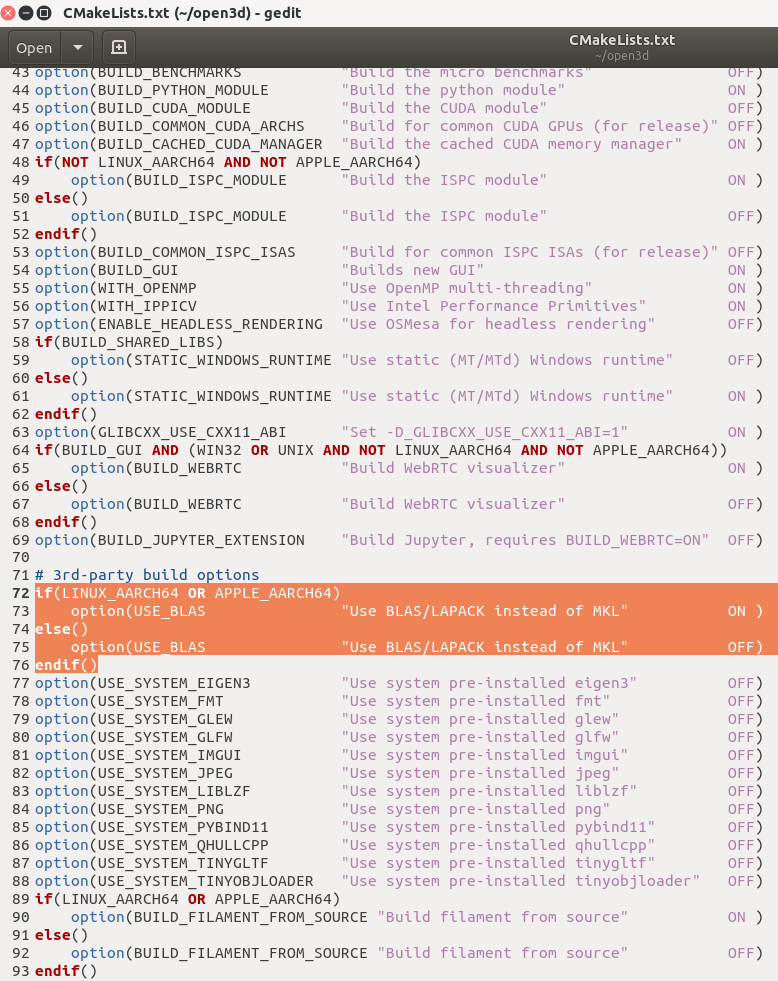 CMakeLists.txt (~/open3d) - gedit
Open
CMakeLists.txt
~/open3d
43 option(BUILD_BENCHMARKS "Build the micro benchmarks" OFF)
44 option(BUILD_PYTHON_MODULE "Build the python module" ON )
45 option(BUILD_CUDA_MODULE "Build the CUDA module" OFF)
46 option(BUILD_COMMON_CUDA_ARCHS "Build for common CUDA GPUs (for release)" OFF)
47 option(BUILD_CACHED_CUDA_MANAGER "Build the cached CUDA memory manager" ON )
48 if(NOT LINUX_AARCH64 AND NOT APPLE_AARCH64)
49 option(BUILD_ISPC_MODULE "Build the ISPC module" ON )
50 else()
51 option(BUILD_ISPC_MODULE "Build the ISPC module" OFF)
52 endif()
53 option(BUILD_COMMON_ISPC_ISAS "Build for common ISPC ISAs (for release)" OFF)
54 option(BUILD_GUI "Builds new GUI" ON )
55 option(WITH_OPENMP "Use OpenMP multi-threading" ON )
56 option(WITH_IPPICV "Use Intel Performance Primitives" ON )
57 option(ENABLE_HEADLESS_RENDERING "Use OSMesa for headless rendering" OFF)
58 if(BUILD_SHARED_LIBS)
59 option(STATIC_WINDOWS_RUNTIME "Use static (MT/MTd) Windows runtime" OFF)
60 else()
61 option(STATIC_WINDOWS_RUNTIME "Use static (MT/MTd) Windows runtime" ON )
62 endif()
63 option(GLIBCXX_USE_CXX11_ABI "Set -D_GLIBCXX_USE_CXX11_ABI=1" ON )
64 if(BUILD_GUI AND (WIN32 OR UNIX AND NOT LINUX_AARCH64 AND NOT APPLE_AARCH64))
65 option(BUILD_WEBRTC "Build WebRTC visualizer" ON )
66 else()
67 option(BUILD_WEBRTC "Build WebRTC visualizer" OFF)
68 endif()
69 option(BUILD_JUPYTER_EXTENSION "Build Jupyter, requires BUILD_WEBRTC=ON" OFF)
70
71 # 3rd-party build options
72 if(LINUX_AARCH64 OR APPLE_AARCH64)
73 option(USE_BLAS "Use BLAS/LAPACK instead of MKL" ON )
74 else()
75 option(USE_BLAS "Use BLAS/LAPACK instead of MKL" OFF)
76 endif()
77 option(USE_SYSTEM_EIGEN3 "Use system pre-installed eigen3" OFF)
78 option(USE_SYSTEM_FMT "Use system pre-installed fmt" OFF)
79 option(USE_SYSTEM_GLEW "Use system pre-installed glew" OFF)
80 option(USE_SYSTEM_GLFW "Use system pre-installed glfw" OFF)
81 option(USE_SYSTEM_IMGUI "Use system pre-installed imgui" OFF)
82 option(USE_SYSTEM_JPEG "Use system pre-installed jpeg" OFF)
83 option(USE_SYSTEM_LIBLZF "Use system pre-installed liblzf" OFF)
84 option(USE_SYSTEM_PNG "Use system pre-installed png" OFF)
85 option(USE_SYSTEM_PYBIND11 "Use system pre-installed pybind11" OFF)
86 option(USE_SYSTEM_QHULLCPP "Use system pre-installed qhullcpp" OFF)
87 option(USE_SYSTEM_TINYGLTF "Use system pre-installed tinygltf" OFF)
88 option(USE_SYSTEM_TINYOBJLOADER "Use system pre-installed tinyobjloader" OFF)
89 if(LINUX_AARCH64 OR APPLE_AARCH64)
90 option(BUILD_FILAMENT_FROM_SOURCE "Build filament from source" ON )
91 else()
92 option(BUILD_FILAMENT_FROM_SOURCE "Build filament from source" OFF)
93 endif()